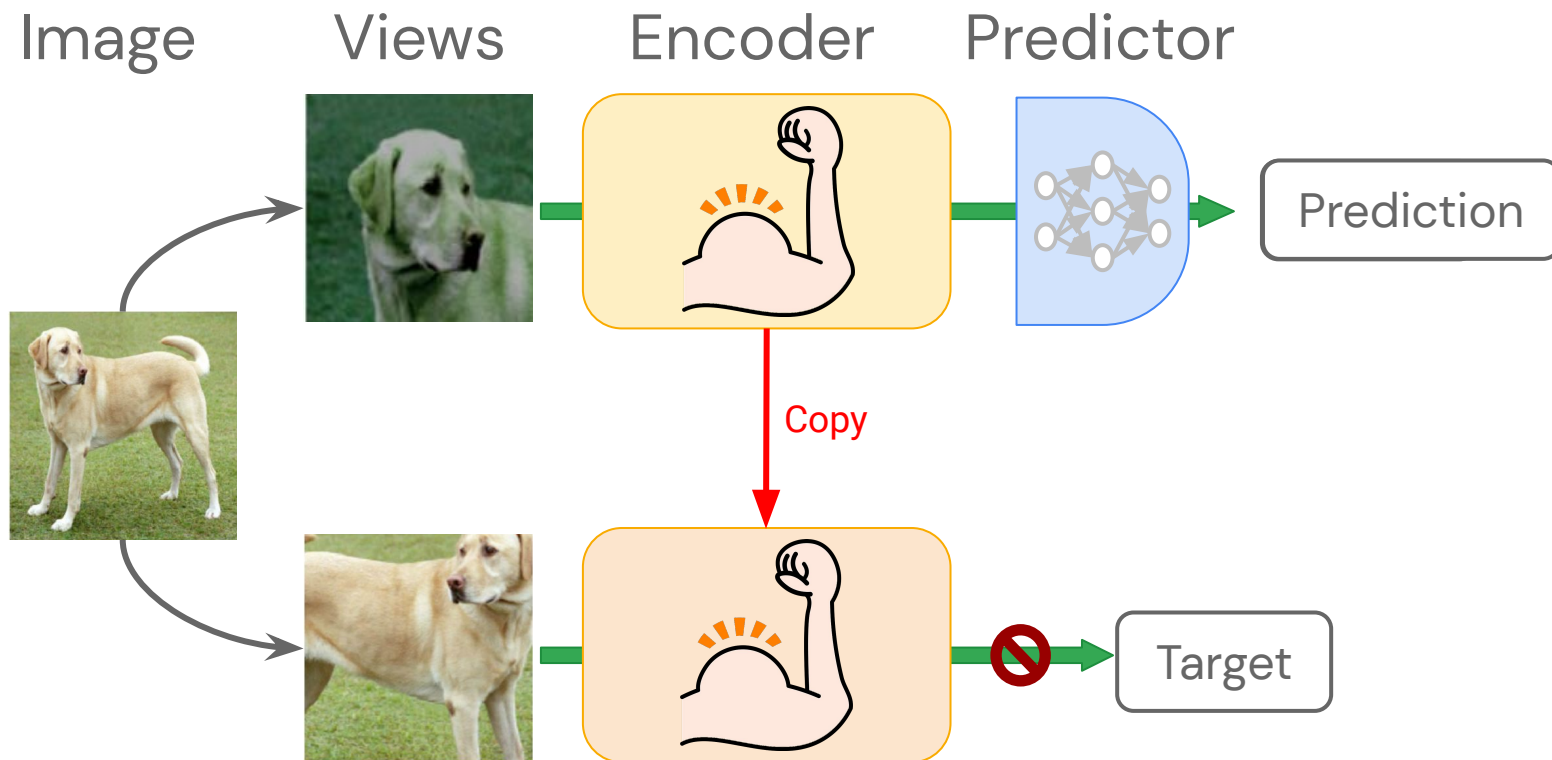 Image
Views
Encoder
Predictor
Prediction
Copy
Target